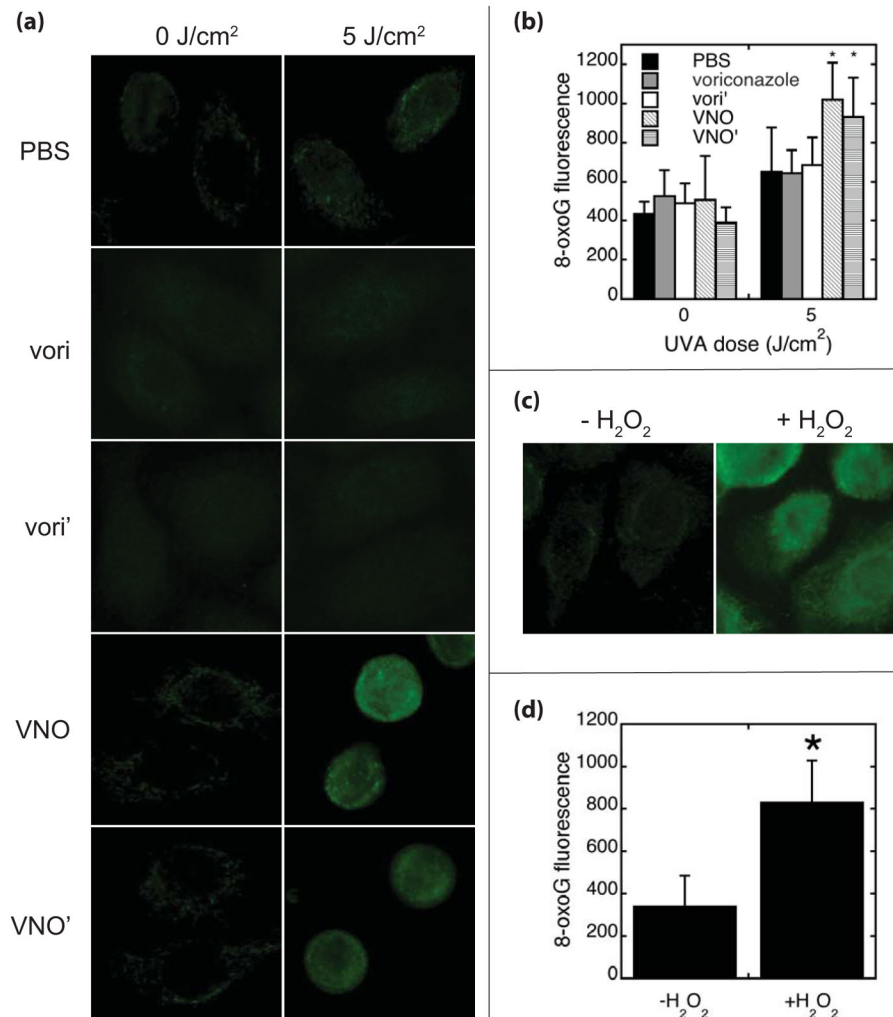 (a)
0 J/cm²
5 J/cm²
PBS
vori
vori'
VNO
VNO'
(b)
1200
1000
800
600
400
200
0
8-oxoG fluorescence
PBS
voriconazole
vori'
VNO
VNO'
* *
0
5
UVA dose (J/cm²)
(c)
- H₂O₂
+ H₂O₂
(d)
1200
1000
800
600
400
200
0
8-oxoG fluorescence
*
-H₂O₂
+H₂O₂